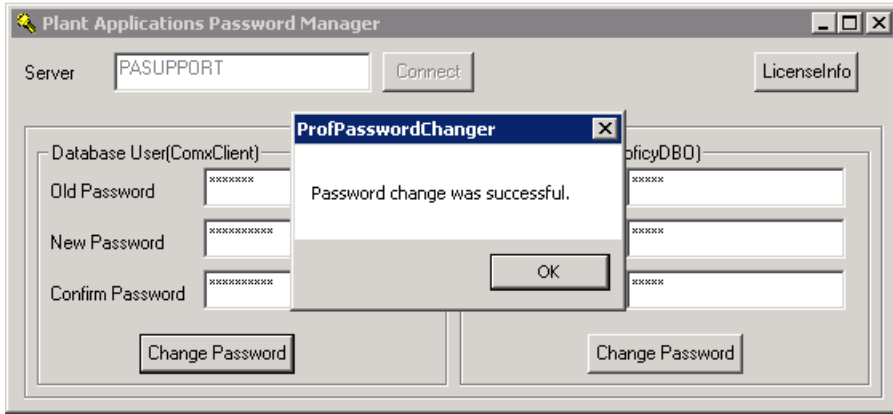 Plant Applications Password Manager
Server PASUPPORT Connect LicenseInfo
ProfPasswordChanger
Database User(ComxClient) oficyDBO)
Old Password ******* *****
Password change was successful.
New Password ********** *****
OK
Confirm Password ********** *****
Change Password Change Password